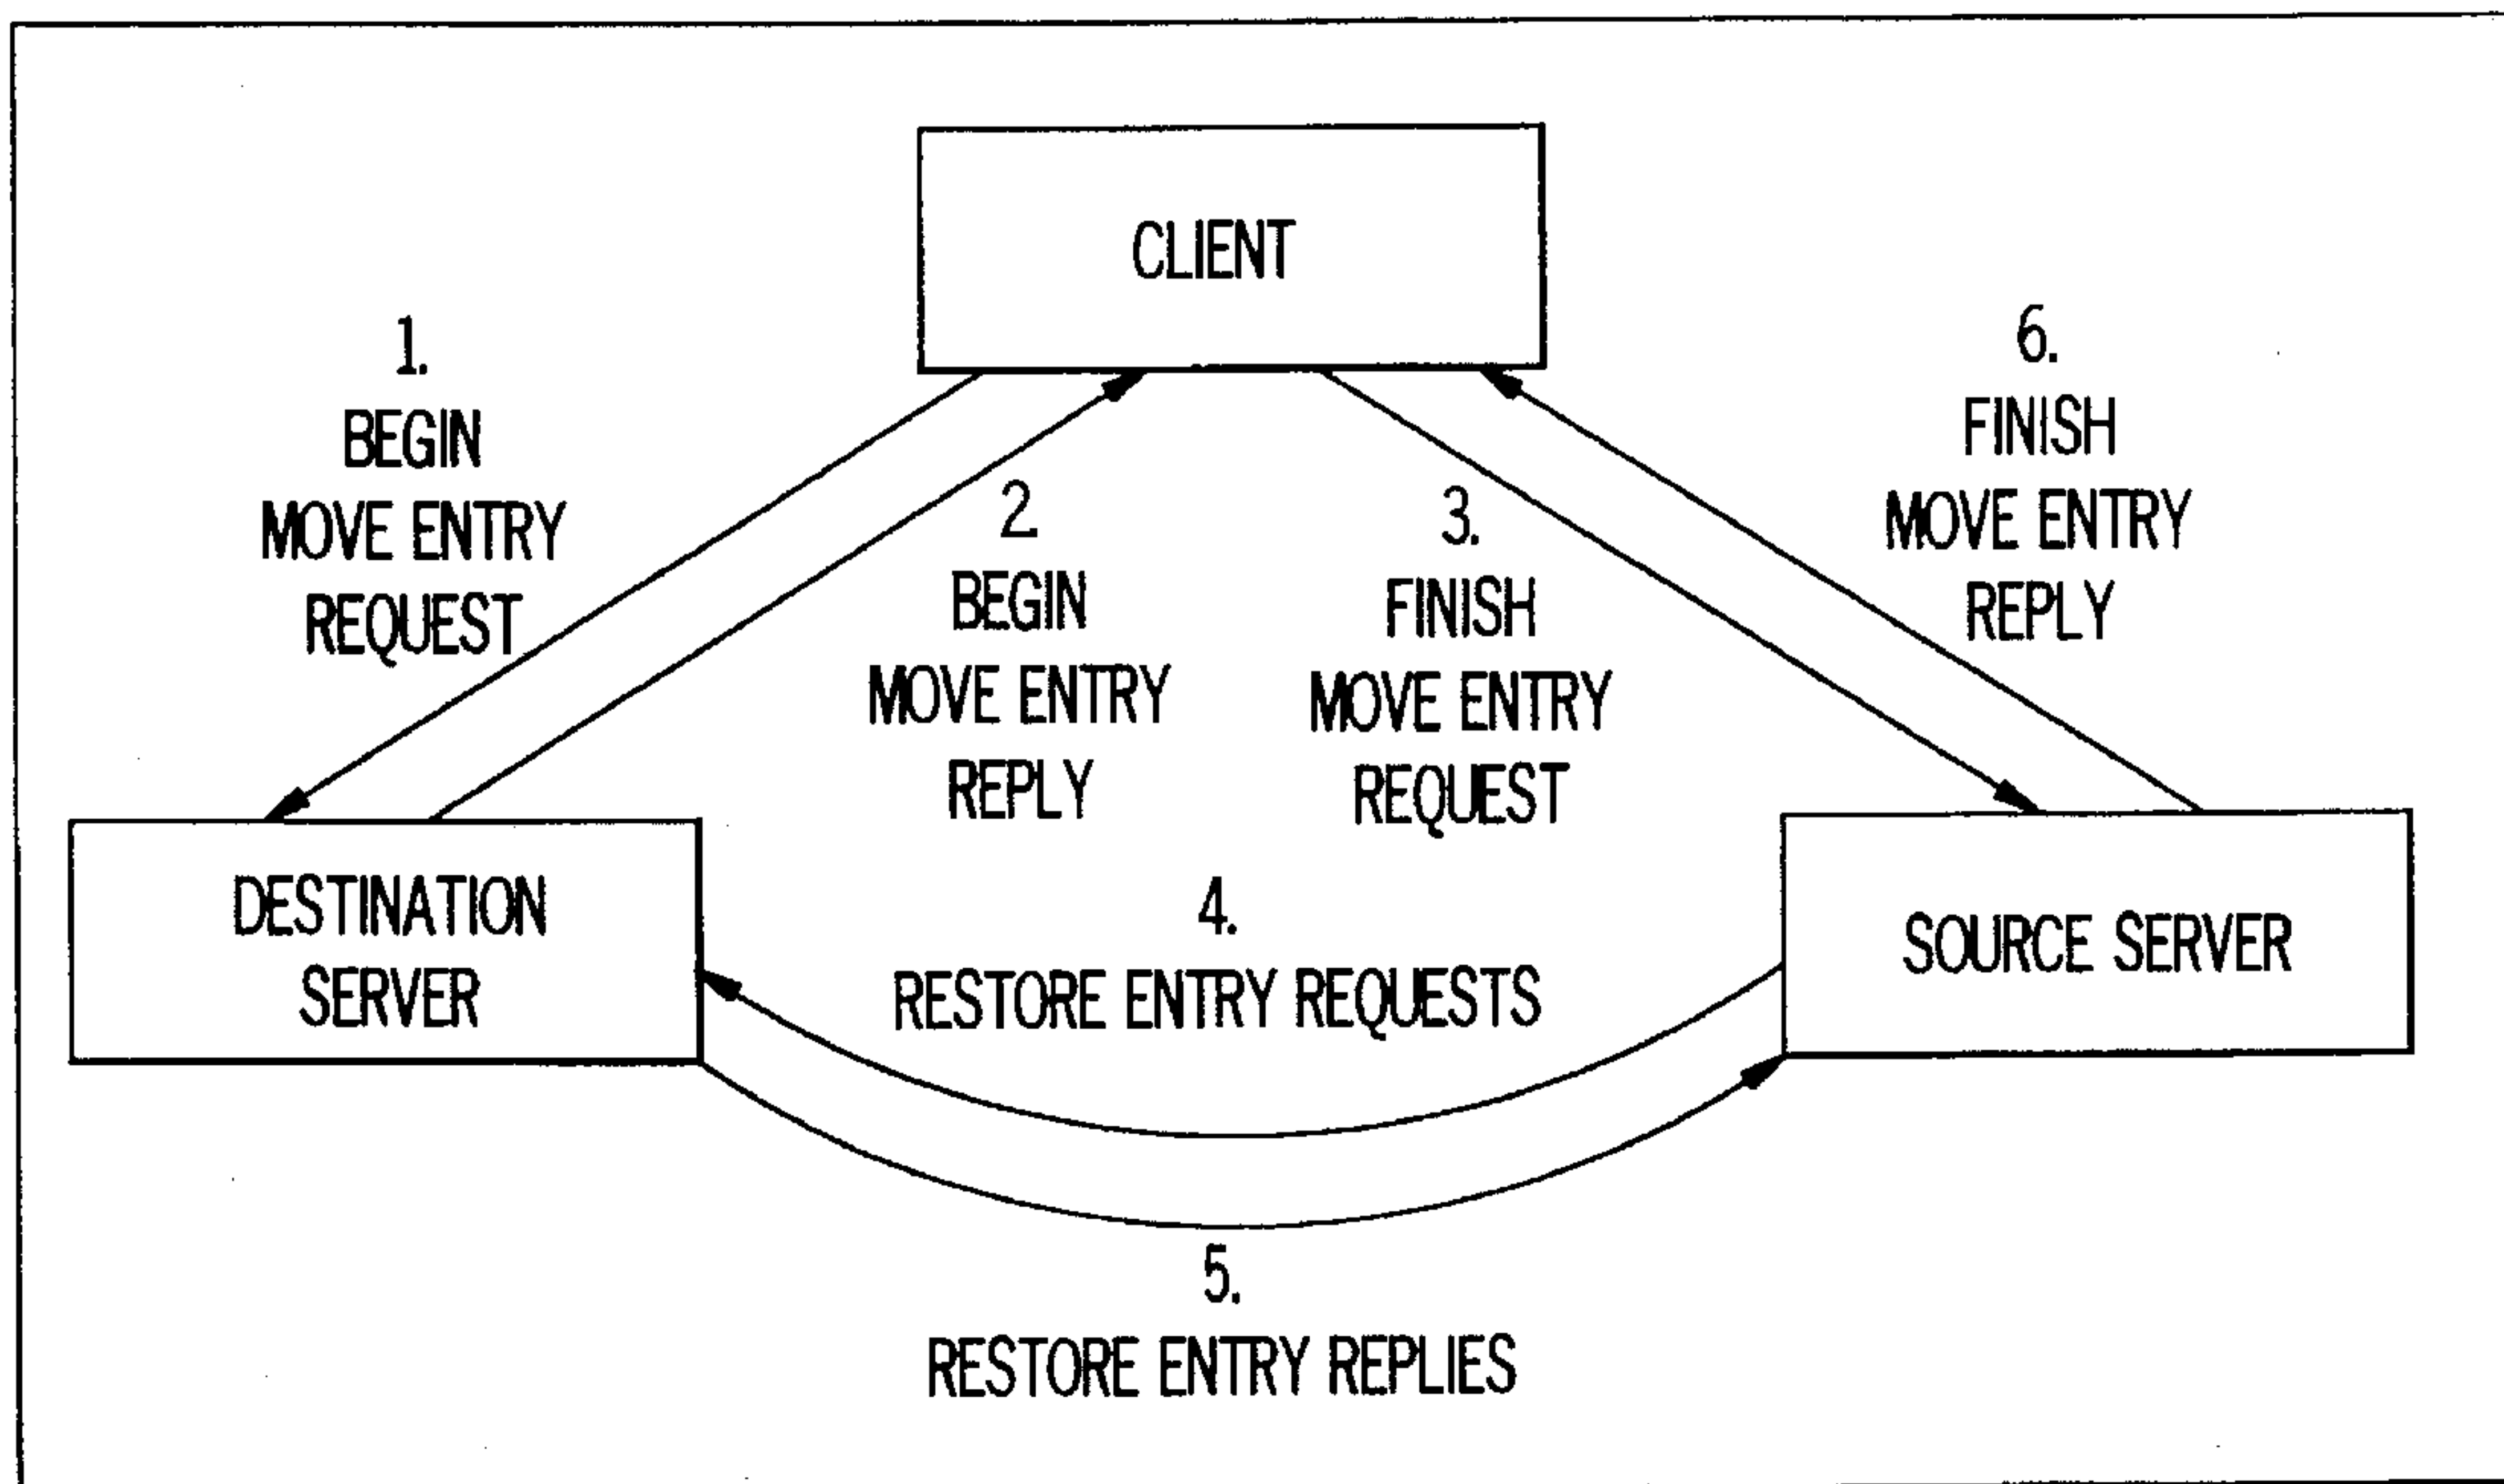 CLIENT
1.
BEGIN
MOVE ENTRY
REQUEST
2.
BEGIN
MOVE ENTRY
REPLY
3.
FINISH
MOVE ENTRY
REQUEST
6.
FINISH
MOVE ENTRY
REPLY
DESTINATION
SERVER
4.
RESTORE ENTRY REQUESTS
SOURCE SERVER
5.
RESTORE ENTRY REPLIES